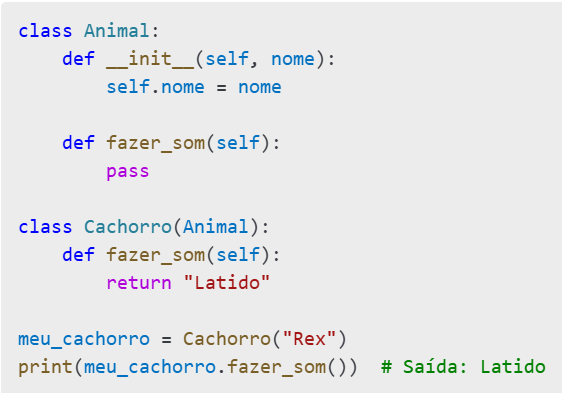 class Animal:
    def __init__(self, nome):
        self.nome = nome

    def fazer_som(self):
        pass

class Cachorro(Animal):
    def fazer_som(self):
        return "Latido"

meu_cachorro = Cachorro("Rex")
print(meu_cachorro.fazer_som())  # Saída: Latido